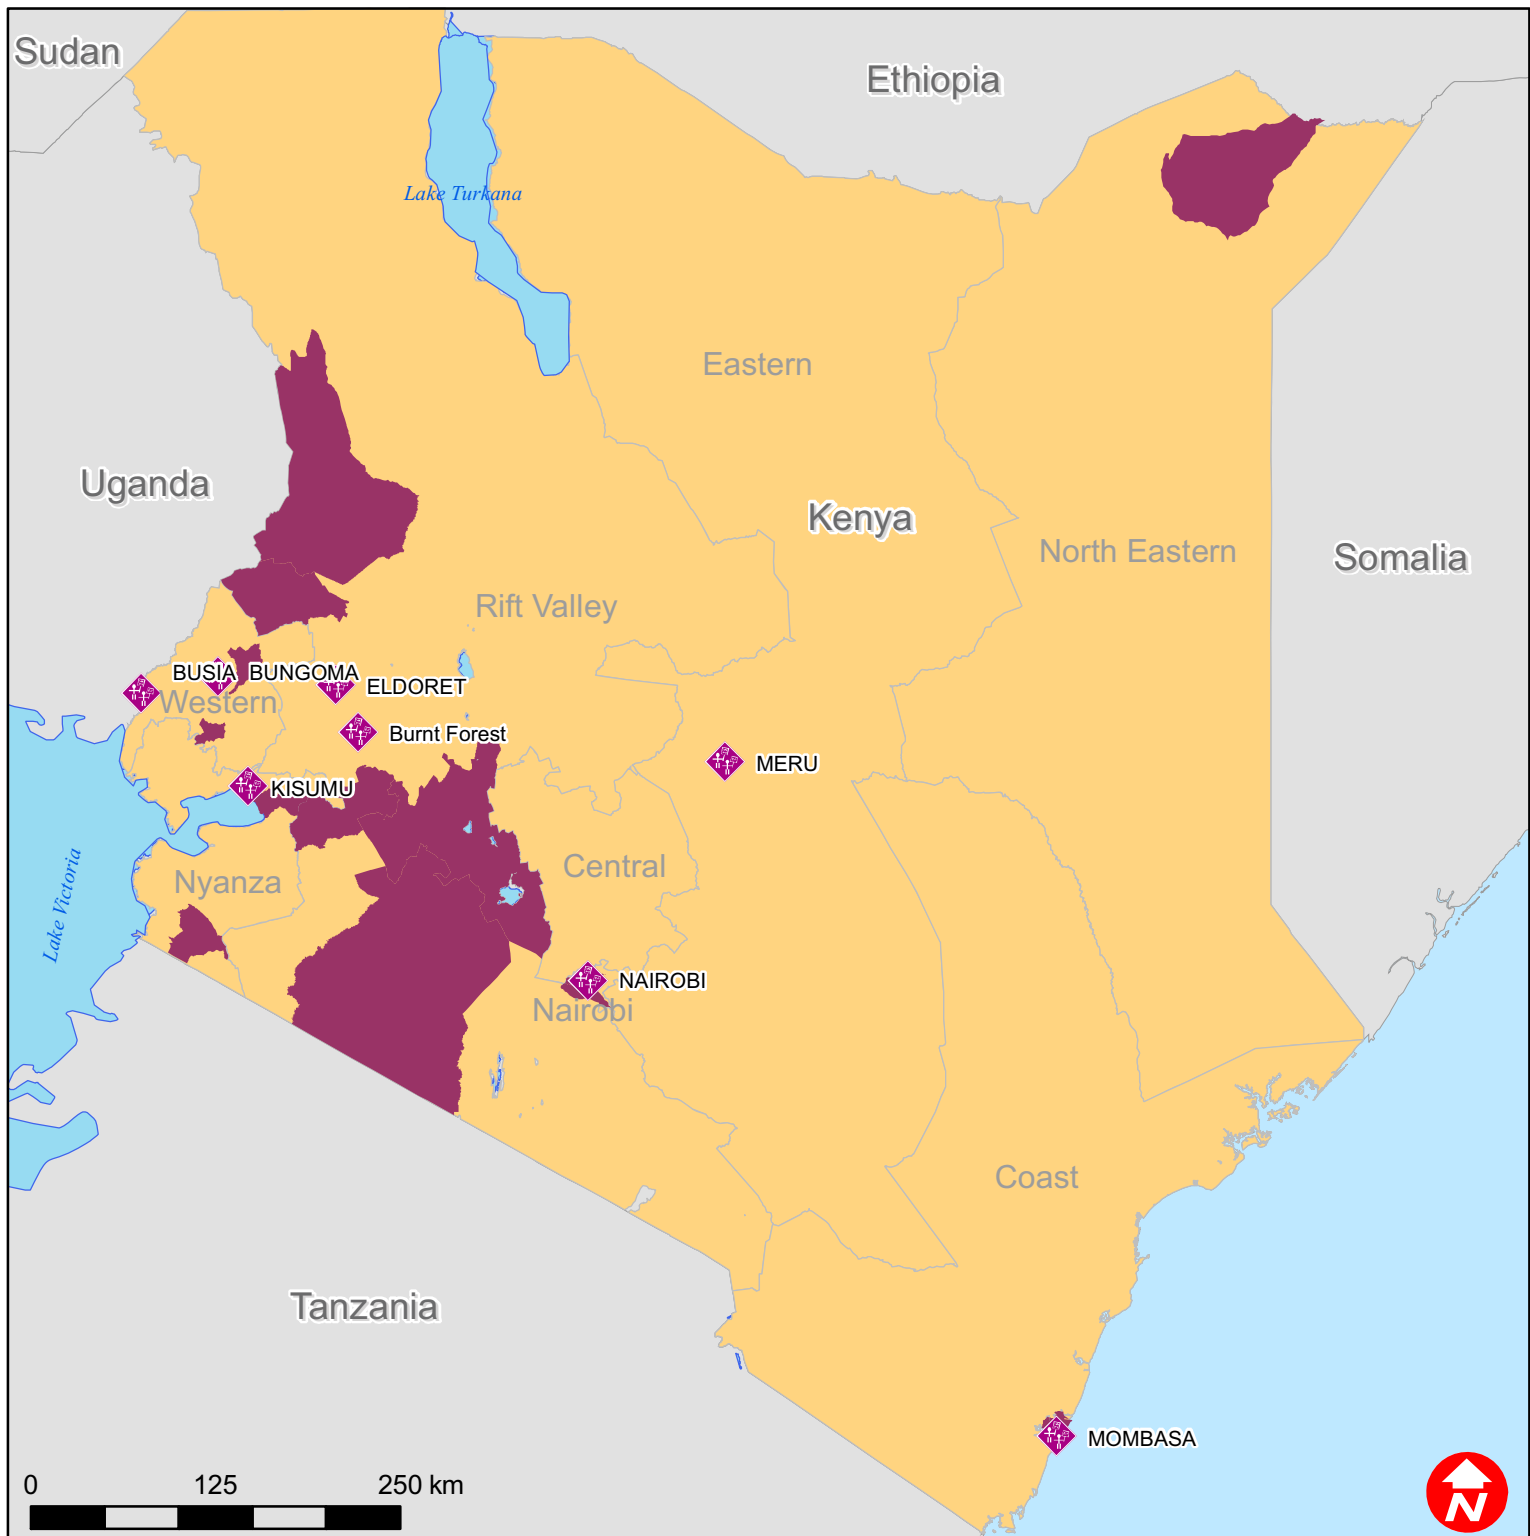 Sudan
Ethiopia
Lake Turkana
Eastern
Uganda
Kenya
North Eastern
Somalia
Rift Valley
BUSIA
BUNGOMA
ELDORET
Western
Burnt Forest
MERU
KISUMU
Central
Nyanza
Lake Victoria
NAIROBI
Nairobi
Coast
Tanzania
MOMBASA
0 125 250 km
N